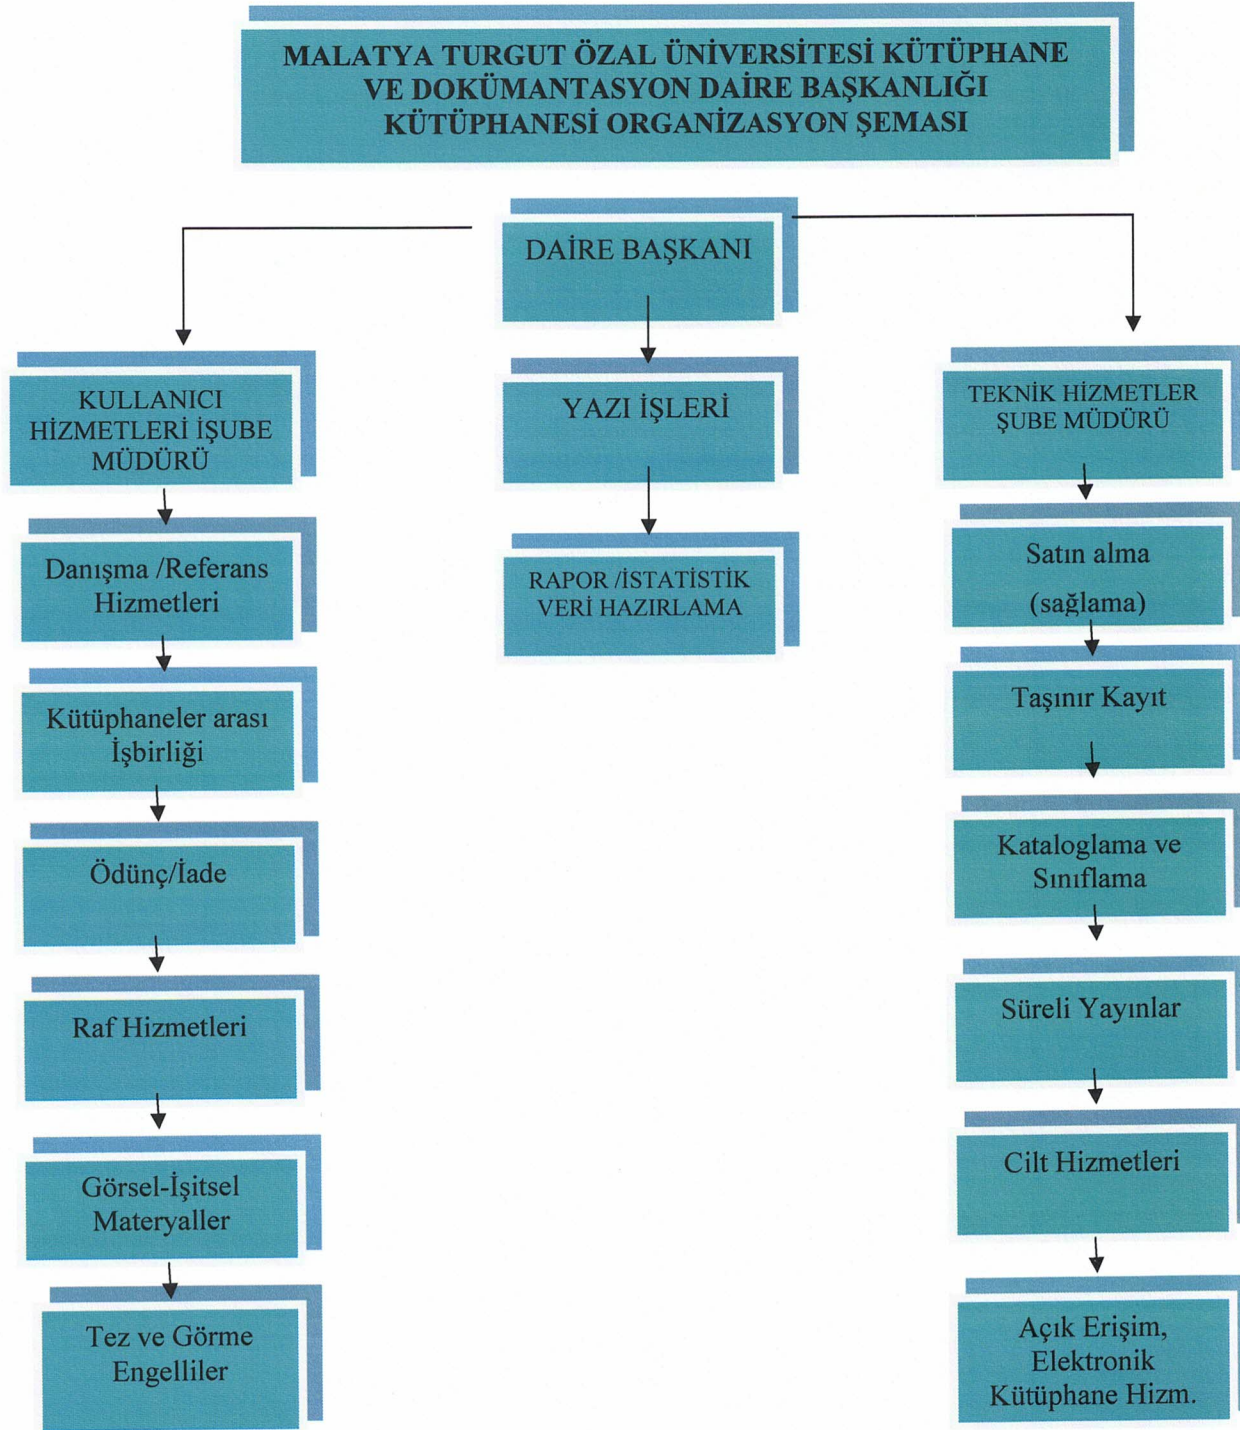 MALATYA TURGUT ÖZAL ÜNİVERSİTESİ KÜTÜPHANE
VE DOKÜMANTASYON DAİRE BAŞKANLIĞI
KÜTÜPHANESİ ORGANİZASYON ŞEMASI
DAİRE BAŞKANI
KULLANICI
HİZMETLERİ İŞUBE
MÜDÜRÜ
Danışma /Referans
Hizmetleri
Kütüphaneler arası
İşbirliği
Ödünç/İade
Raf Hizmetleri
Görsel-İşitsel
Materyaller
Tez ve Görme
Engelliler
YAZI İŞLERİ
RAPOR /İSTATİSTİK
VERİ HAZIRLAMA
TEKNİK HİZMETLER
ŞUBE MÜDÜRÜ
Satın alma
(sağlama)
Taşınır Kayıt
Kataloglama ve
Sınıflama
Süreli Yayınlar
Cilt Hizmetleri
Açık Erişim,
Elektronik
Kütüphane Hizm.